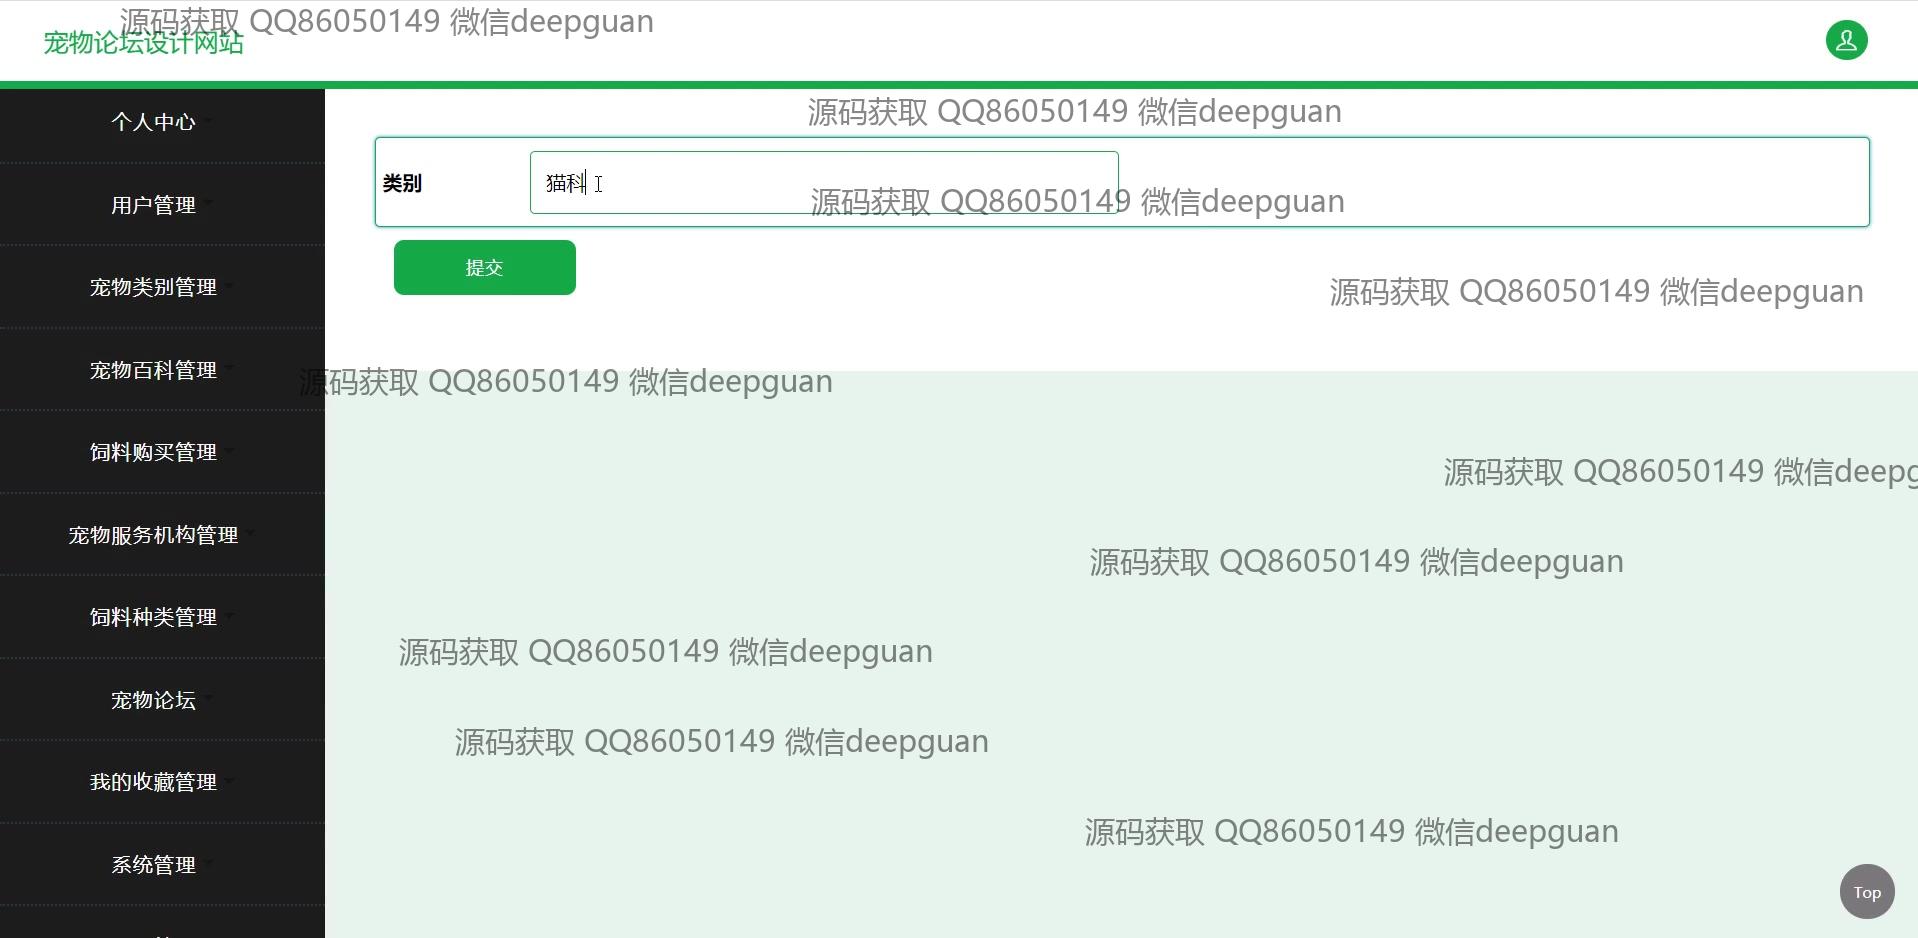 源码获取 QQ86050149 微信deepguan
宠物论坛设计网站
源码获取 QQ86050149 微信deepguan
个人中心
类别
猫科
源码获取 QQ86050149 微信deepguan
用户管理
提交
宠物类别管理
源码获取 QQ86050149 微信deepguan
宠物百科管理
源码获取 QQ86050149 微信deepguan
饲料购买管理
源码获取 QQ86050149 微信deepg
宠物服务机构管理
源码获取 QQ86050149 微信deepguan
饲料种类管理
源码获取 QQ86050149 微信deepguan
宠物论坛
源码获取 QQ86050149 微信deepguan
我的收藏管理
源码获取 QQ86050149 微信deepguan
系统管理
Top